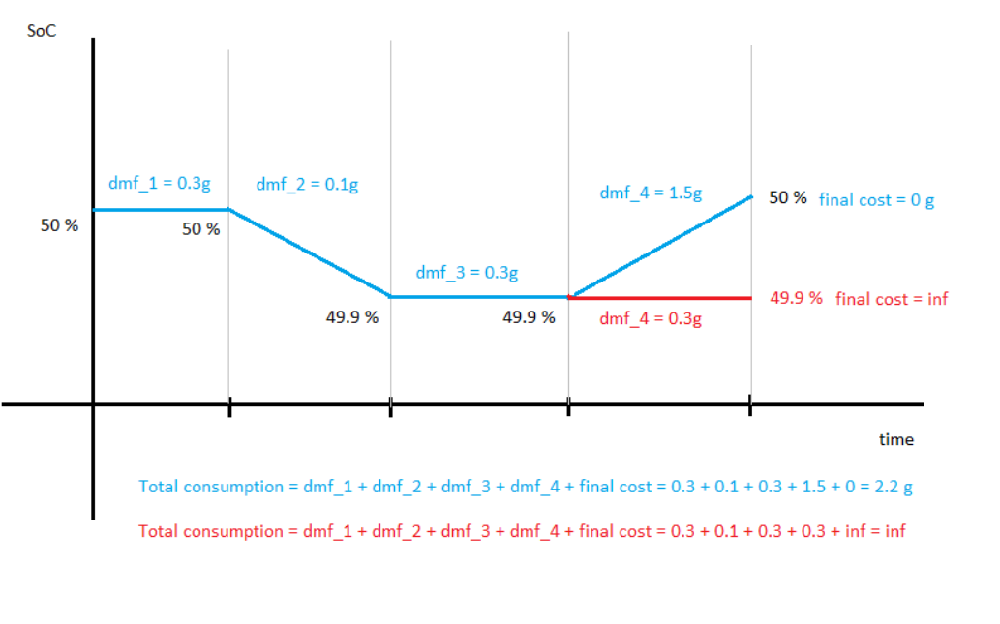 SoC
dmf_1 = 0.3g
dmf_2 = 0.1g
dmf_4 = 1.5g
50 % final cost = 0 g
50 %
50 %
dmf_3 = 0.3g
49.9 %
49.9 %
dmf_4 = 0.3g
49.9 % final cost = inf
time
Total consumption = dmf_1 + dmf_2 + dmf_3 + dmf_4 + final cost = 0.3 + 0.1 + 0.3 + 1.5 + 0 = 2.2 g
Total consumption = dmf_1 + dmf_2 + dmf_3 + dmf_4 + final cost = 0.3 + 0.1 + 0.3 + 0.3 + inf = inf